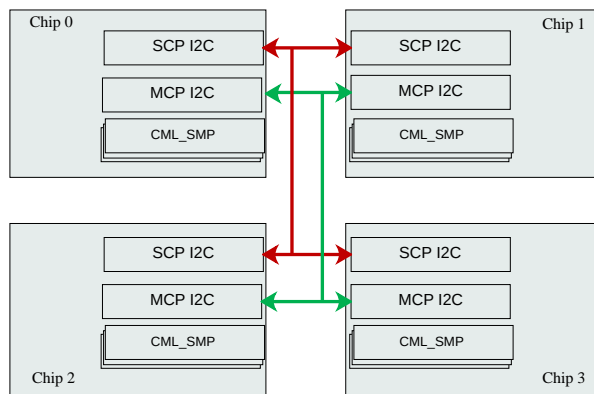 Chip 0
SCP I2C
MCP I2C
CML_SMP
Chip 1
SCP I2C
MCP I2C
CML_SMP
SCP I2C
MCP I2C
CML_SMP
Chip 2
SCP I2C
MCP I2C
CML_SMP
Chip 3